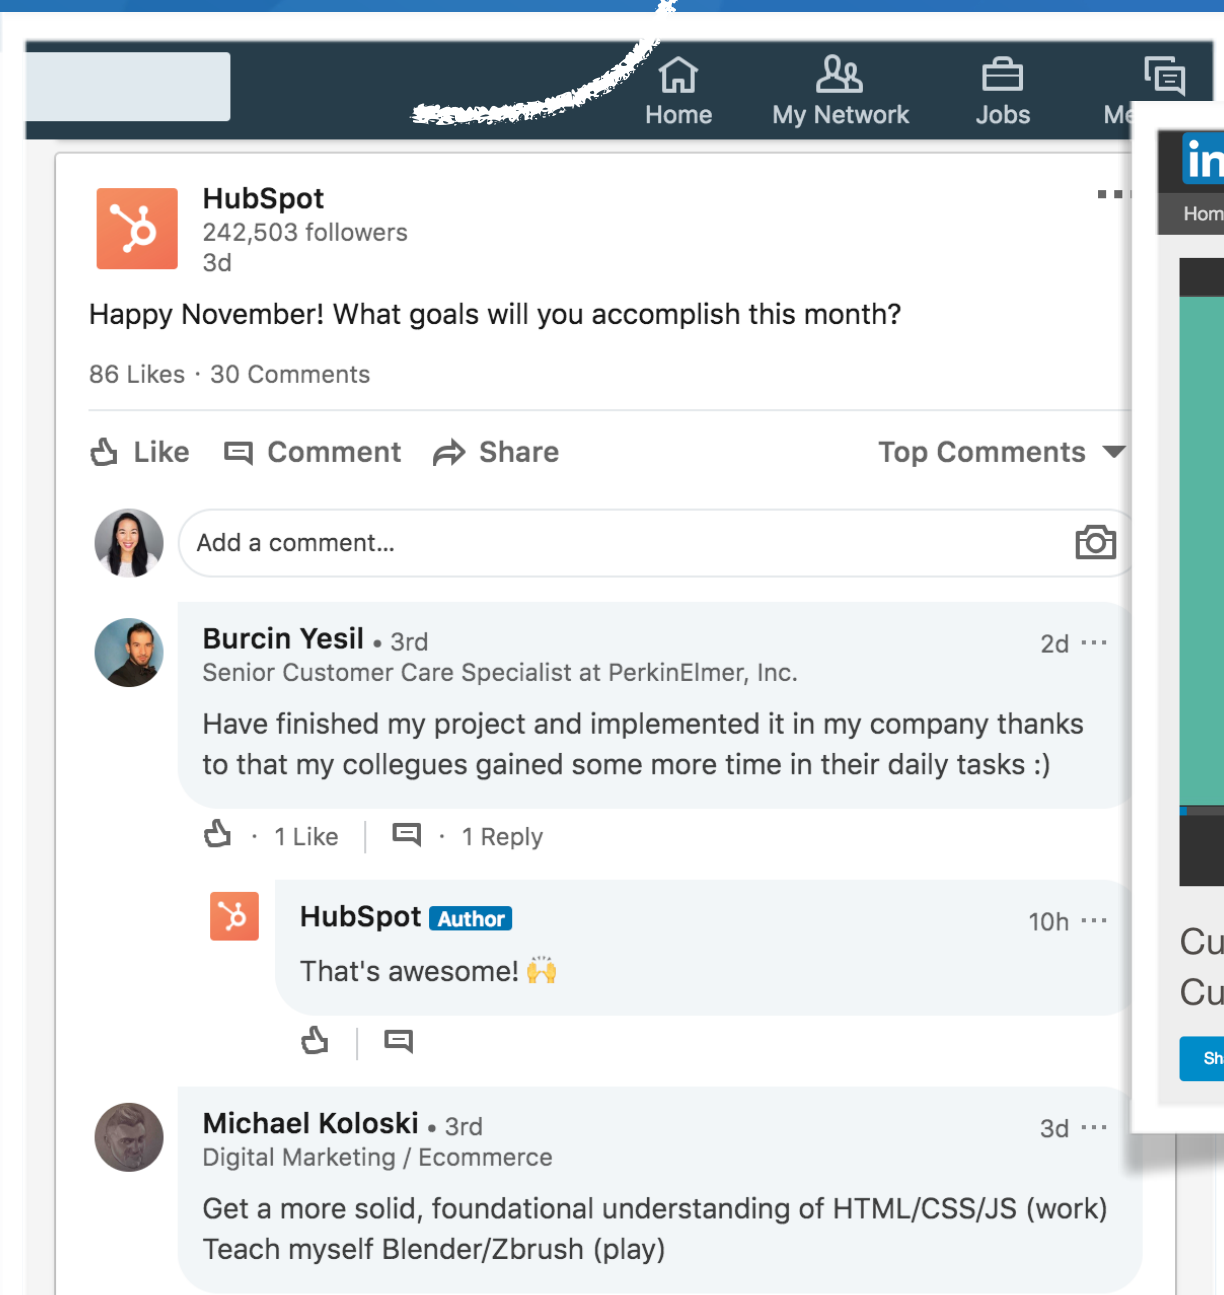 Home
My Network
Jobs
HubSpot
242,503 followers
3d
Happy November! What goals will you accomplish this month?
86 Likes · 30 Comments
Like
Comment
Share
Top Comments
Add a comment...
Burcin Yesil • 3rd
2d
Senior Customer Care Specialist at PerkinElmer, Inc.
Have finished my project and implemented it in my company thanks
to that my collegues gained some more time in their daily tasks :)
· 1 Like
· 1 Reply
HubSpot Author
10h
That's awesome! 🙌
Michael Koloski • 3rd
3d
Digital Marketing / Ecommerce
Get a more solid, foundational understanding of HTML/CSS/JS (work)
Teach myself Blender/Zbrush (play)
in